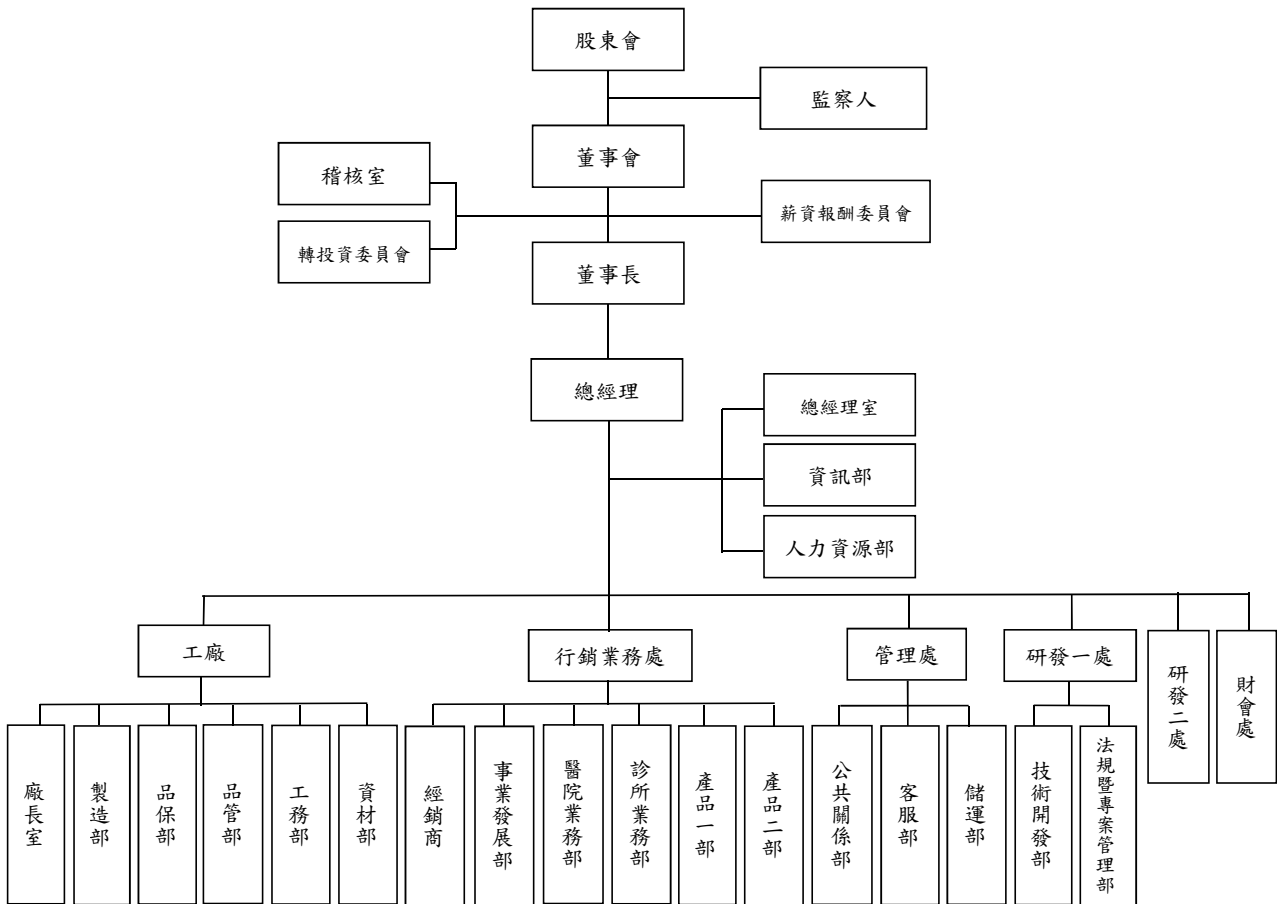 股東會
監察人
董事會
稽核室
薪資報酬委員會
轉投資委員會
董事長
總經理
總經理室
資訊部
人力資源部
工廠
行銷業務處
管理處
研發一處
研發二處
財會處
廠長室
製造部
品保部
品管部
工務部
資材部
經銷商
事業發展部
醫院業務部
診所業務部
產品一部
產品二部
公共關係部
客服部
儲運部
技術開發部
法規暨專案管理部